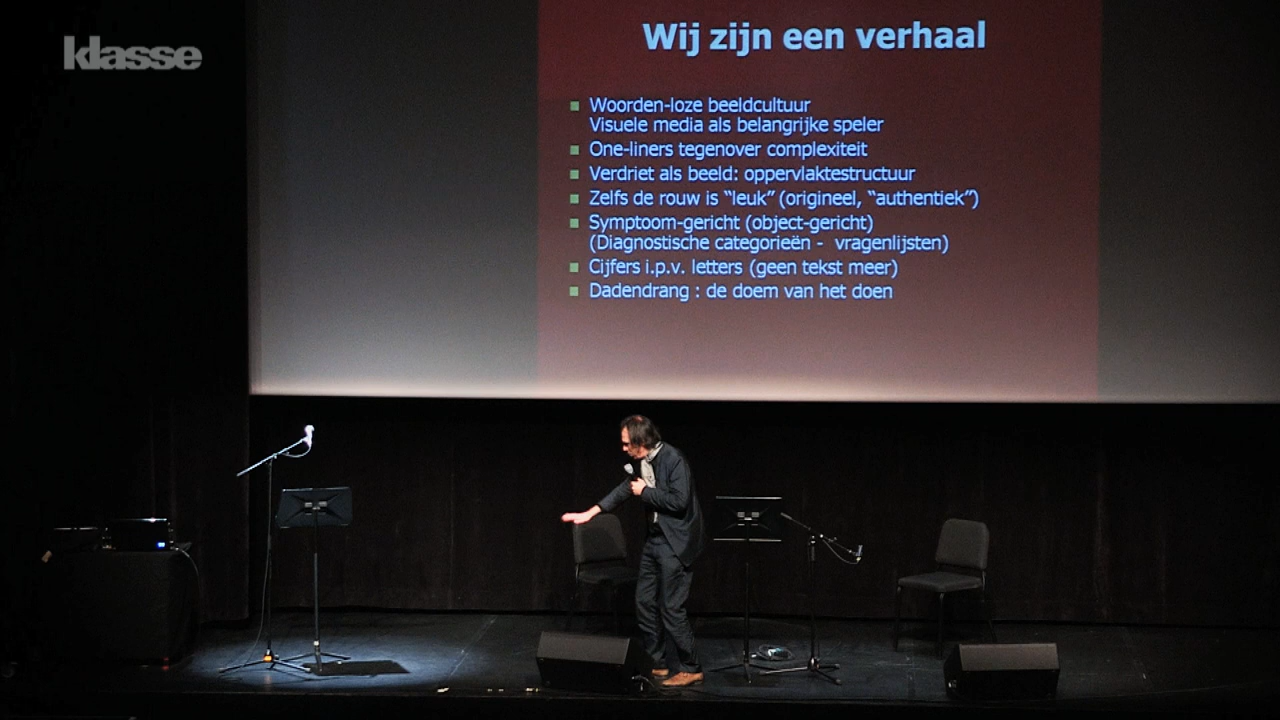 klasse
Wij zijn een verhaal
Woorden-loze beeldcultuur
Visuele media als belangrijke speler
One-liners tegenover complexiteit
Verdriet als beeld: oppervlaktestructuur
Zelfs de rouw is “leuk” (origineel, “authentiek”)
Symptoom-gericht (object-gericht)
(Diagnostische categorieën - vragenlijsten)
Cijfers i.p.v. letters (geen tekst meer)
Dadendrang : de doem van het doen